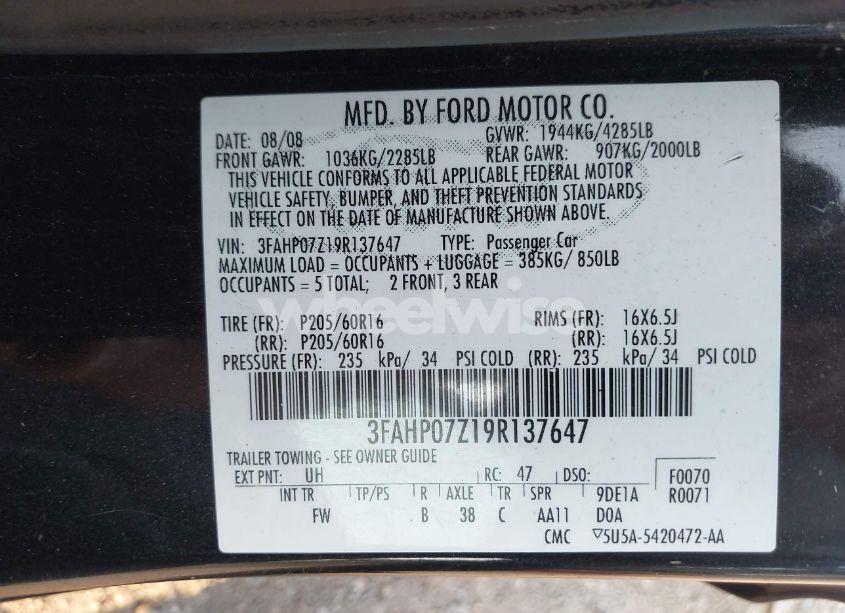 MFD. BY FORD MOTOR CO.
DATE: 08/08 GVWR: 1944KG/4285LB
FRONT GAWR: 1036KG/2285LB REAR GAWR: 907KG/2000LB
THIS VEHICLE CONFORMS TO ALL APPLICABLE FEDERAL MOTOR
VEHICLE SAFETY, BUMPER, AND THEFT PREVENTION STANDARDS
IN EFFECT ON THE DATE OF MANUFACTURE SHOWN ABOVE.
VIN: 3FAHP07Z19R137647 TYPE: Passenger Car
MAXIMUM LOAD = OCCUPANTS + LUGGAGE = 385KG/ 850LB
OCCUPANTS = 5 TOTAL; 2 FRONT, 3 REAR
wheelwise
TIRE (FR): P205/60R16 RIMS (FR): 16X6.5J
(RR): P205/60R16 (RR): 16X6.5J
PRESSURE (FR): 235 kPa/ 34 PSI COLD (RR): 235 kPa/ 34 PSI COLD
3FAHP07Z19R137647
TRAILER TOWING - SEE OWNER GUIDE
EXT PNT: UH RC: 47 DSO: F0070
INT TR TP/PS R AXLE TR SPR 9DE1A R0071
FW B 38 C AA11 D0A
CMC ▽5U5A-5420472-AA